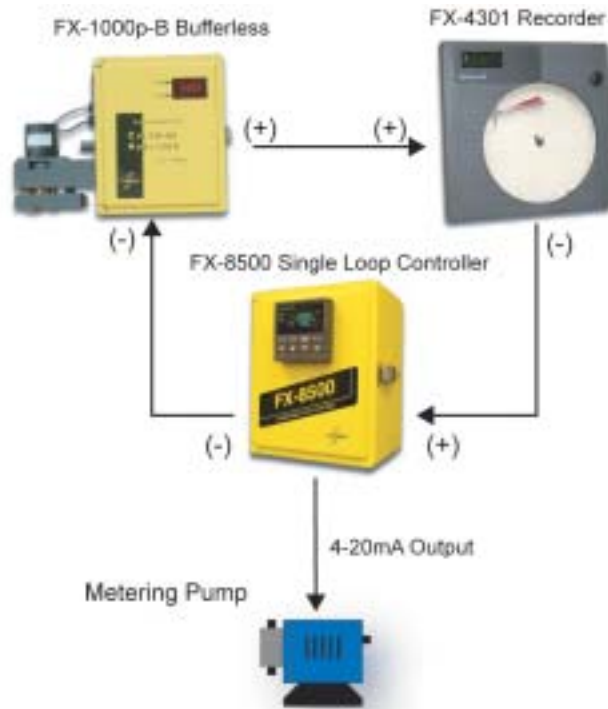 FX-1000p-B Bufferless
FX-4301 Recorder
(+)
(+)
(-)
(-)
FX-8500 Single Loop Controller
FX-8500
(-)
(+)
4-20mA Output
Metering Pump